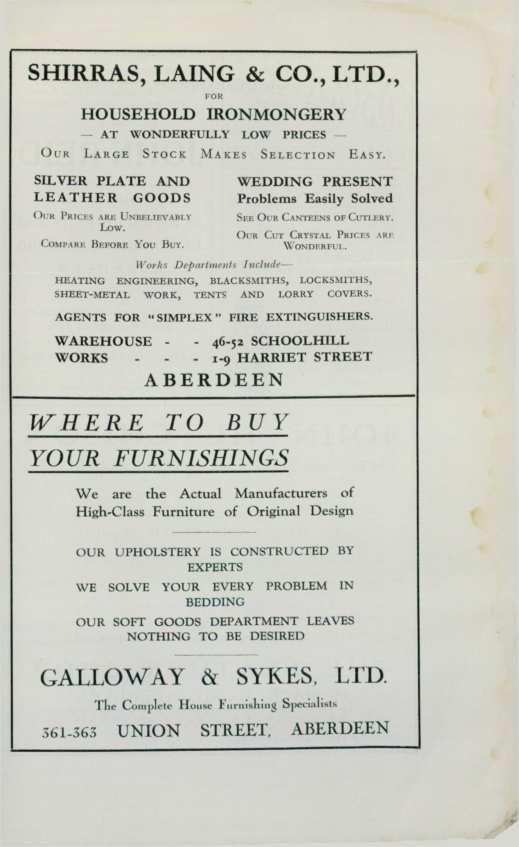 SHIRRAS, LAING & CO., LTD.,
FOR
HOUSEHOLD IRONMONGERY
— AT WONDERFULLY LOW PRICES —
OUR LARGE STOCK MAKES SELECTION EASY.
SILVER PLATE AND
LEATHER GOODS
OUR PRICES ARE UNBELIEVABLY
LOW.
COMPARE BEFORE YOU BUY.
WEDDING PRESENT
Problems Easily Solved
SEE OUR CANTEENS OF CUTLERY.
OUR CUT CRYSTAL PRICES ARE
WONDERFUL.
Works Departments Include—
HEATING ENGINEERING, BLACKSMITHS, LOCKSMITHS,
SHEET-METAL WORK, TENTS AND LORRY COVERS.
AGENTS FOR "SIMPLEX" FIRE EXTINGUISHERS.
WAREHOUSE - - 46-52 SCHOOLHILL
WORKS - - - 1-9 HARRIET STREET
ABERDEEN
WHERE TO BUY
YOUR FURNISHINGS
We are the Actual Manufacturers of
High-Class Furniture of Original Design
OUR UPHOLSTERY IS CONSTRUCTED BY
EXPERTS
WE SOLVE YOUR EVERY PROBLEM IN
BEDDING
OUR SOFT GOODS DEPARTMENT LEAVES
NOTHING TO BE DESIRED
GALLOWAY & SYKES, LTD.
The Complete House Furnishing Specialists
361-363 UNION STREET, ABERDEEN